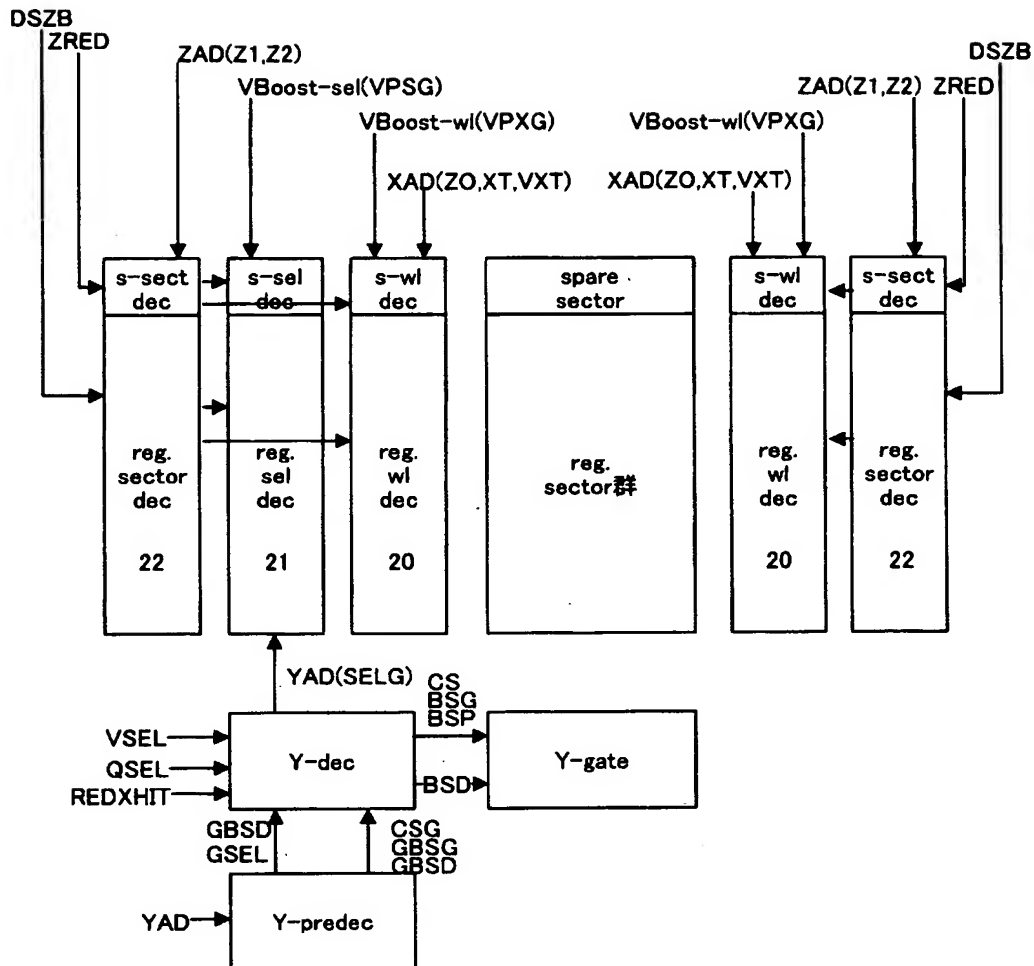 DSZB
ZRED
ZAD(Z1,Z2)
VBoost-sel(VPSG)
VBoost-wl(VPXG)
XAD(ZO,XT,VXT)
DSZB
ZAD(Z1,Z2) ZRED
VBoost-wl(VPXG)
XAD(ZO,XT,VXT)
s-sect
dec
s-sel
dec
s-wl
dec
spare
sector
s-wl
dec
s-sect
dec
reg.
sector
dec
22
reg.
sel
dec
21
reg.
wl
dec
20
reg.
sector群
reg.
wl
dec
20
reg.
sector
dec
22
YAD(SELG)
CS
BSG
BSP
VSEL
QSEL
REDXHIT
Y-dec
BSD
Y-gate
GBSD
GSEL
CSG
GBSG
GBSD
YAD
Y-predec